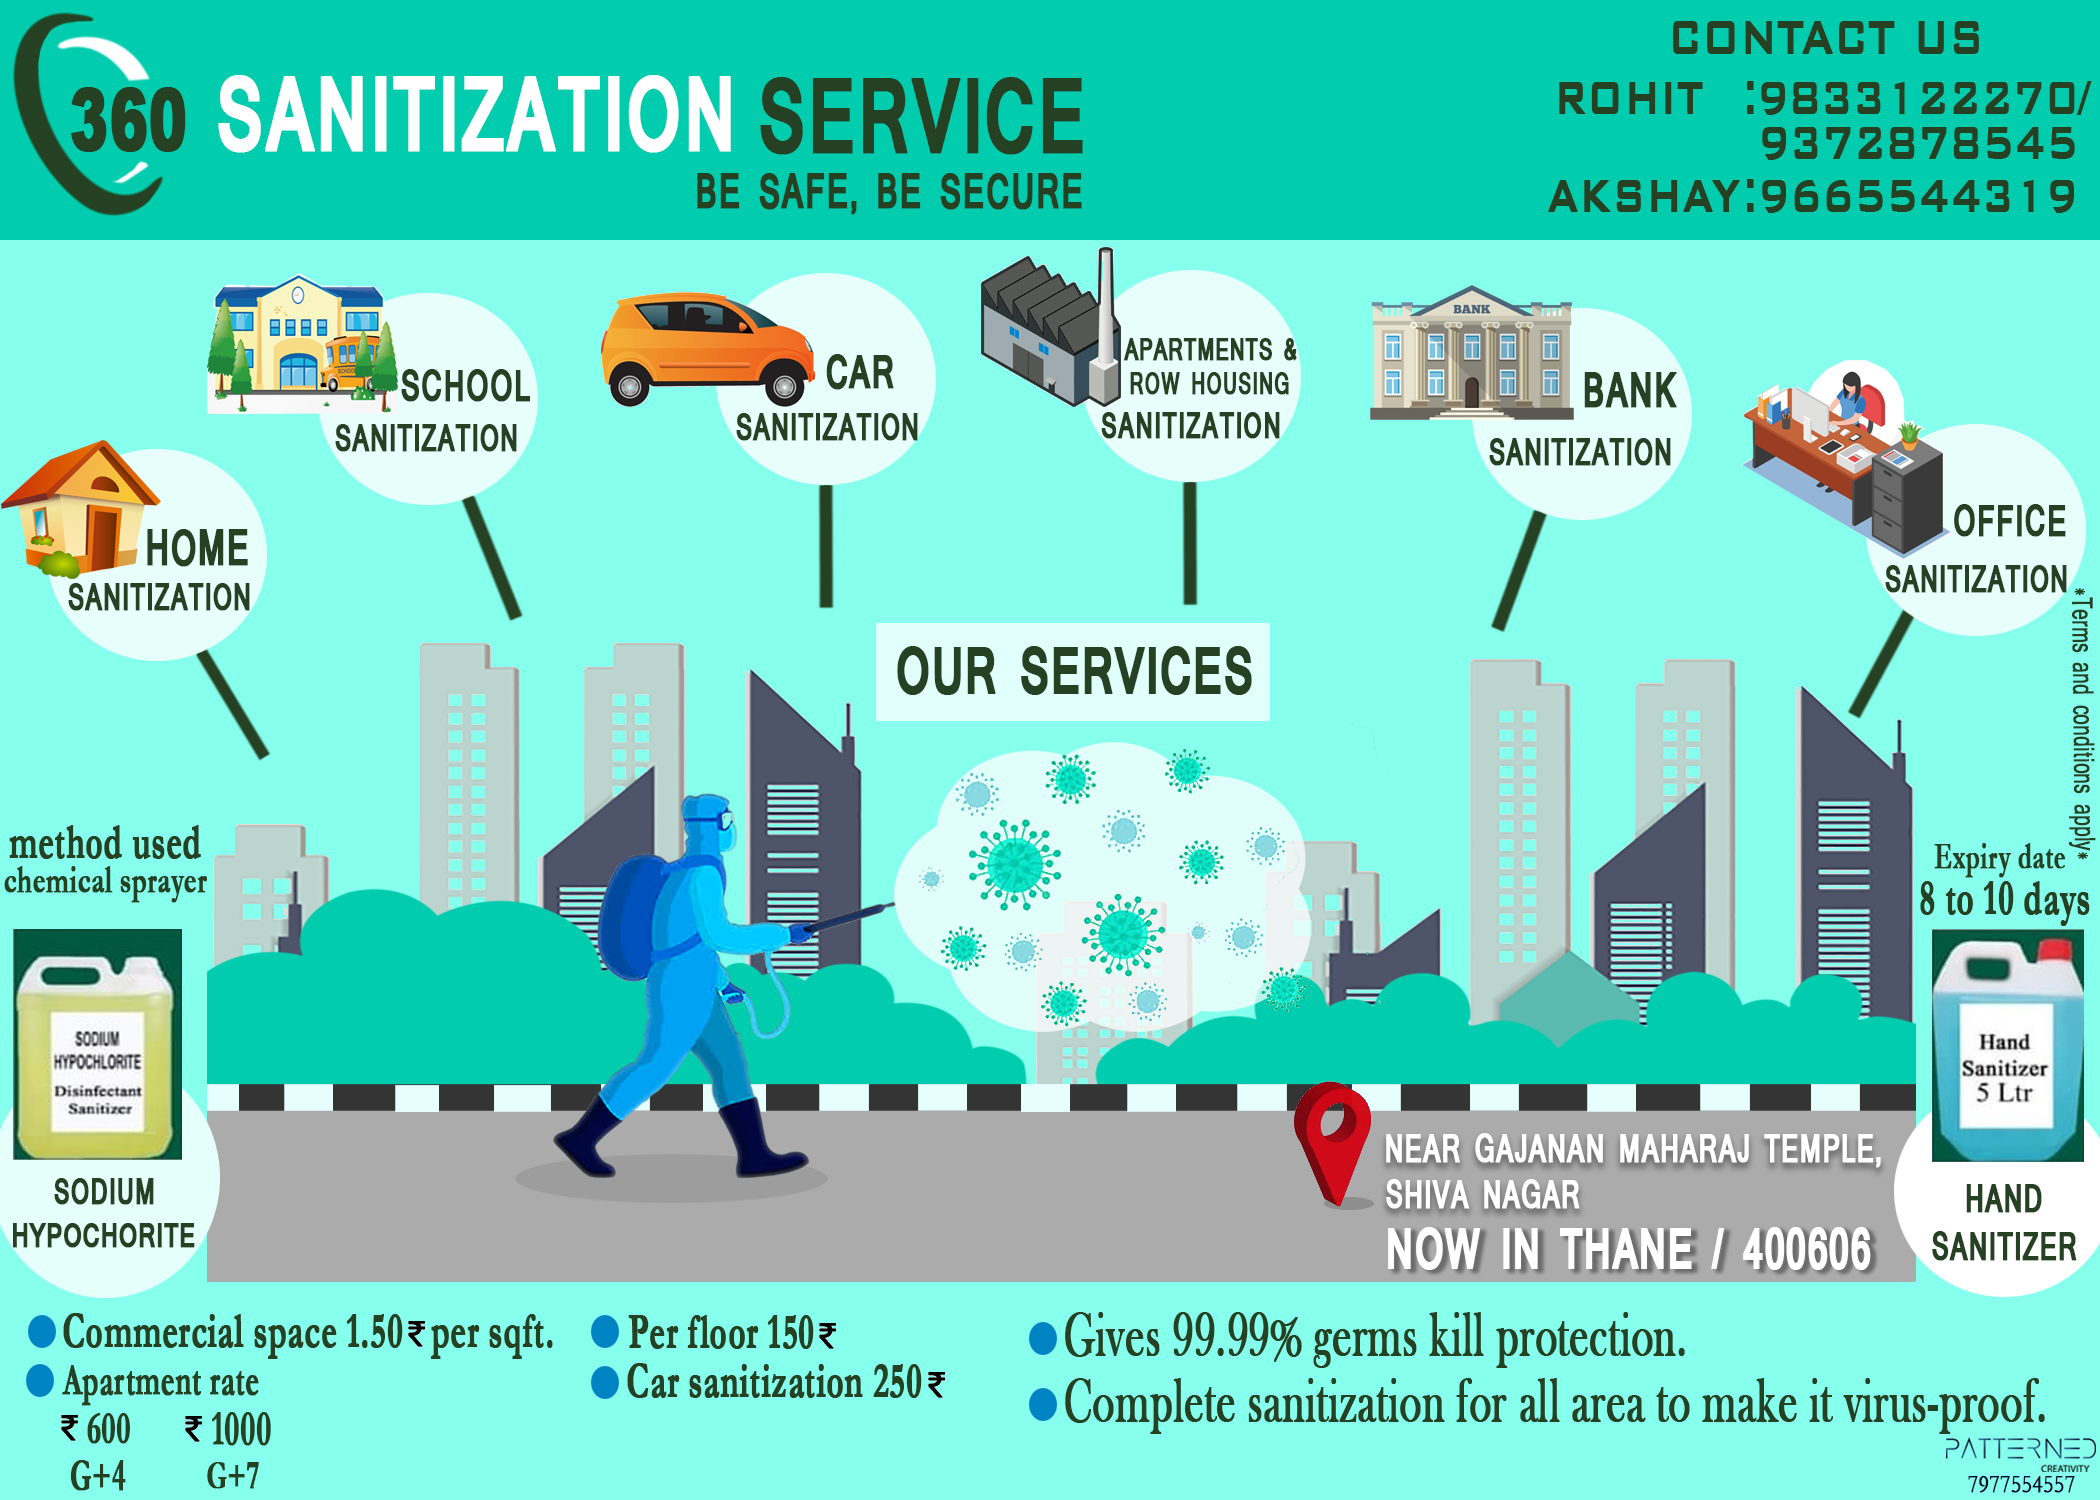 360 SANITIZATION SERVICE
BE SAFE, BE SECURE
CONTACT US
ROHIT :9833122270/
9372878545
AKSHAY:9665544319
HOME
SANITIZATION
SCHOOL
SANITIZATION
CAR
SANITIZATION
APARTMENTS &
ROW HOUSING
SANITIZATION
BANK
BANK
SANITIZATION
OFFICE
SANITIZATION
*Terms and conditions apply*
OUR SERVICES
method used
chemical sprayer
SODIUM
HYPOCHLORITE
Disinfectant
Sanitizer
SODIUM
HYPOCHORITE
Expiry date
8 to 10 days
Hand
Sanitizer
5 Ltr
HAND
SANITIZER
NEAR GAJANAN MAHARAJ TEMPLE,
SHIVA NAGAR
NOW IN THANE / 400606
Commercial space 1.50₹ per sqft.
Apartment rate
₹ 600 ₹ 1000
G+4 G+7
Per floor 150₹
Car sanitization 250₹
Gives 99.99% germs kill protection.
Complete sanitization for all area to make it virus-proof.
PATTERNED
CREATIVITY
7977554557